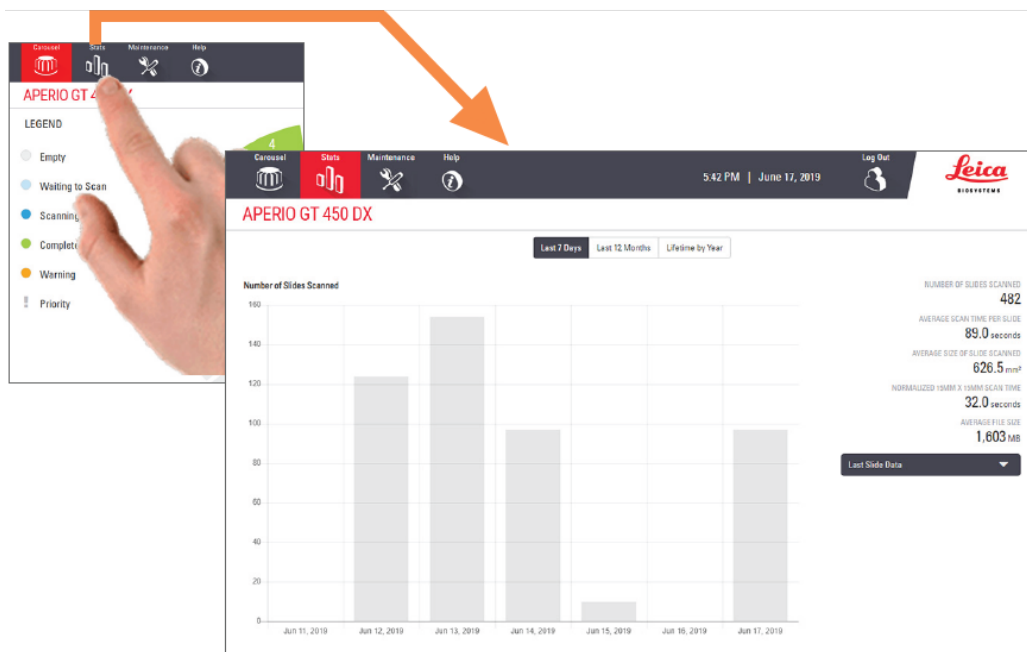 Carousel Stats Maintenance Help
APERIO GT 4
LEGEND
Empty
Waiting to Scan
Scanning
Complet
Warning
! Priority
4
Carousel Stats Maintenance Help
5:42 PM | June 17, 2019
Log Out
Leica
BIOSYSTEMS
APERIO GT 450 DX
Last 7 Days Last 12 Months Lifetime by Year
Number of Slides Scanned
160
140
120
100
80
60
40
20
0
Jun 11, 2019 Jun 12, 2019 Jun 13, 2019 Jun 14, 2019 Jun 15, 2019 Jun 16, 2019 Jun 17, 2019
NUMBER OF SLIDES SCANNED
482
AVERAGE SCAN TIME PER SLIDE
89.0 seconds
AVERAGE SIZE OF SLIDE SCANNED
626.5 mm²
NORMALIZED 15MM X 15MM SCAN TIME
32.0 seconds
AVERAGE FILE SIZE
1,603 MB
Last Slide Data